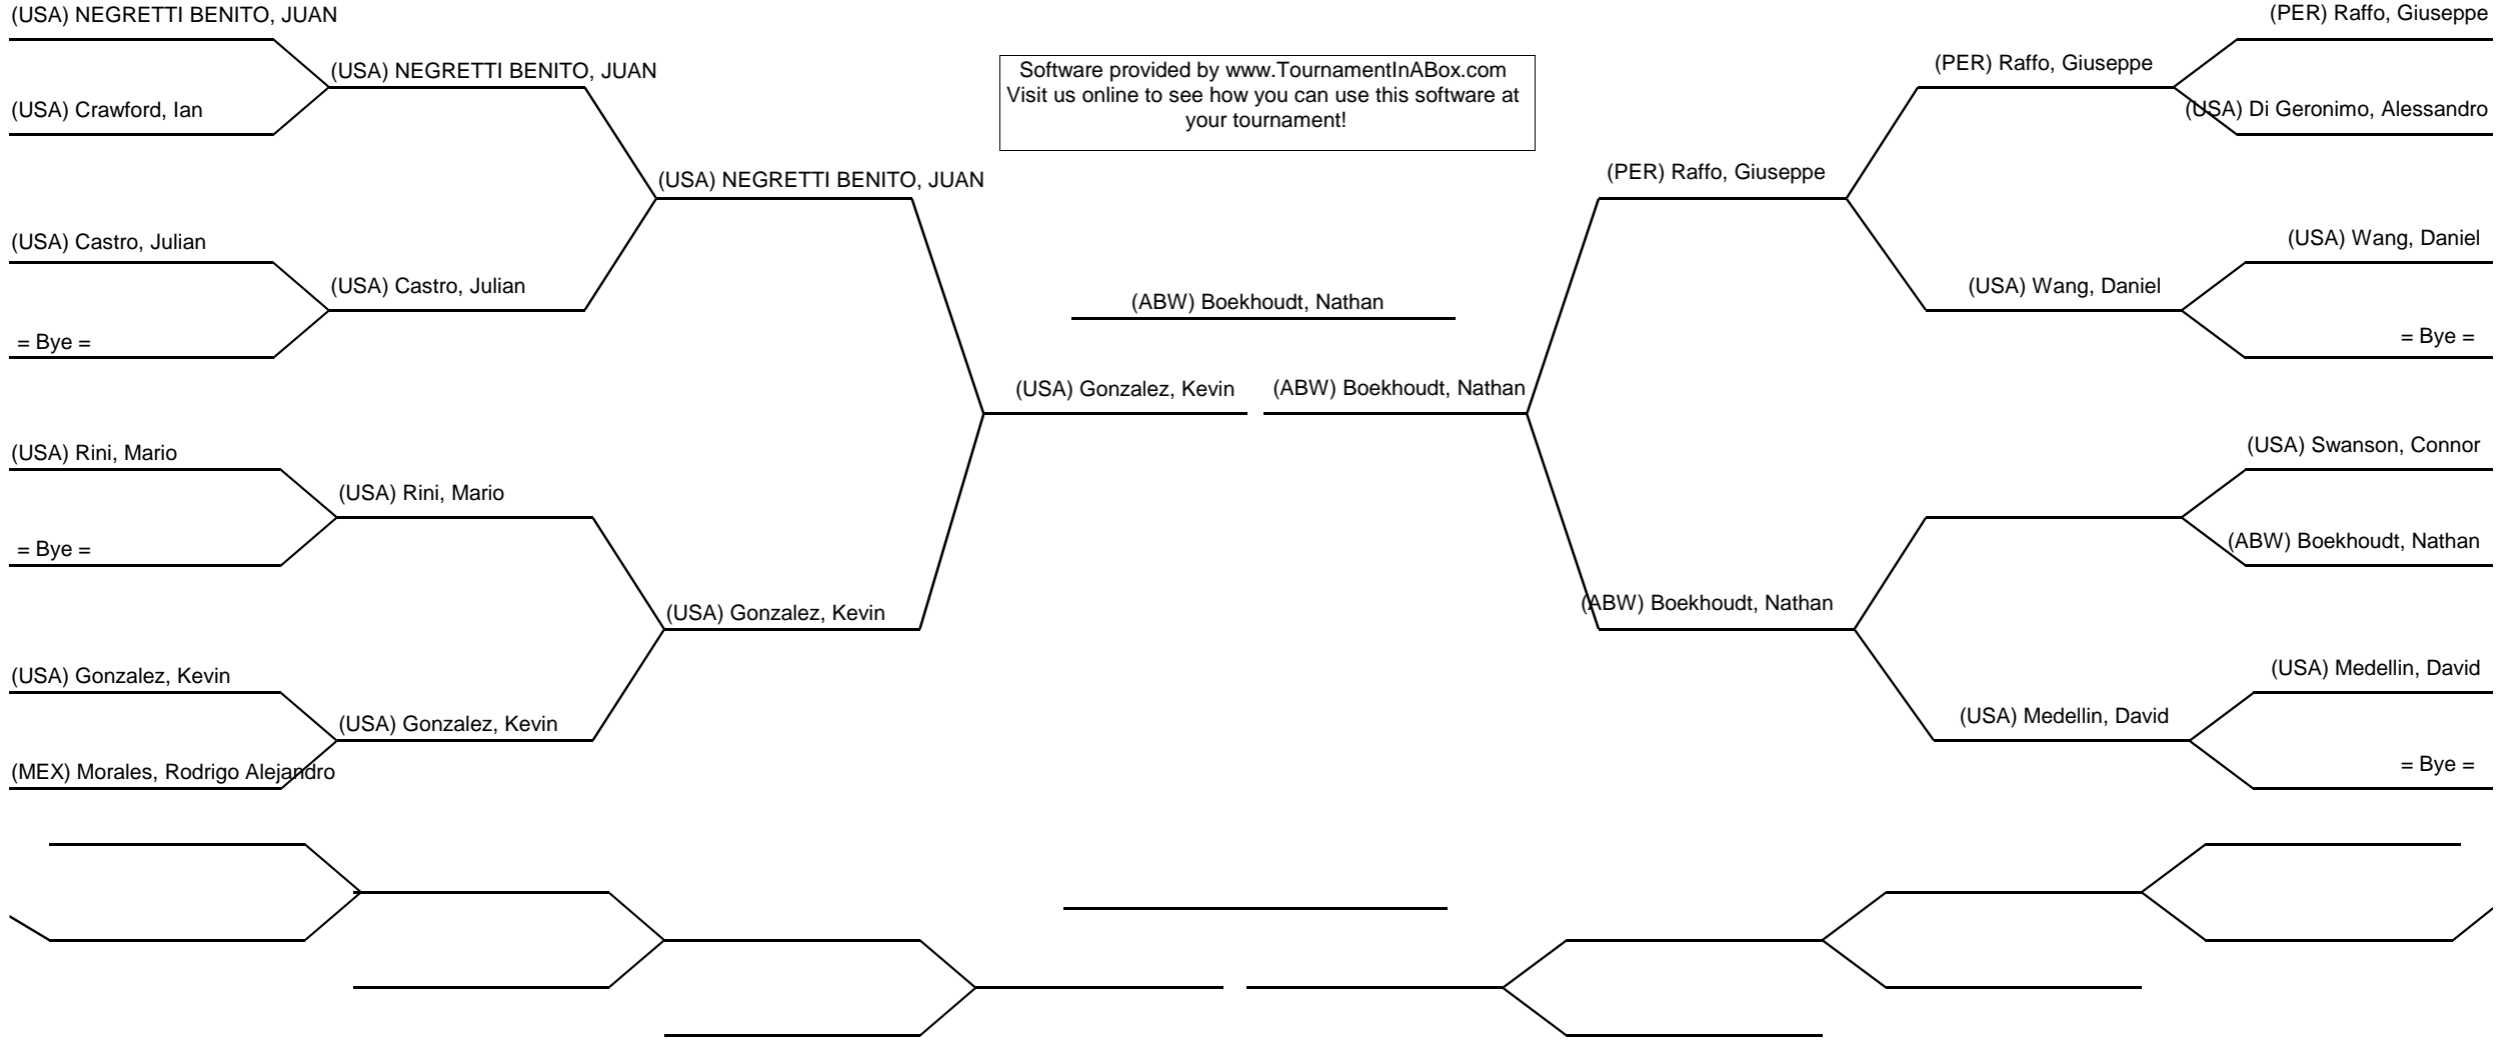 (USA) NEGRETTI BENITO, JUAN
(USA) NEGRETTI BENITO, JUAN
(USA) Crawford, Ian
(USA) NEGRETTI BENITO, JUAN
(USA) Castro, Julian
(USA) Castro, Julian
= Bye =
(USA) Rini, Mario
(USA) Rini, Mario
= Bye =
(USA) Gonzalez, Kevin
(USA) Gonzalez, Kevin
(USA) Gonzalez, Kevin
(MEX) Morales, Rodrigo Alejandro
Software provided by www.TournamentInABox.com
Visit us online to see how you can use this software at
your tournament!
(ABW) Boekhoudt, Nathan
(USA) Gonzalez, Kevin
(ABW) Boekhoudt, Nathan
(PER) Raffo, Giuseppe
(PER) Raffo, Giuseppe
(USA) Di Geronimo, Alessandro
(PER) Raffo, Giuseppe
(USA) Wang, Daniel
(USA) Wang, Daniel
= Bye =
(USA) Swanson, Connor
(ABW) Boekhoudt, Nathan
(ABW) Boekhoudt, Nathan
(USA) Medellin, David
(USA) Medellin, David
= Bye =